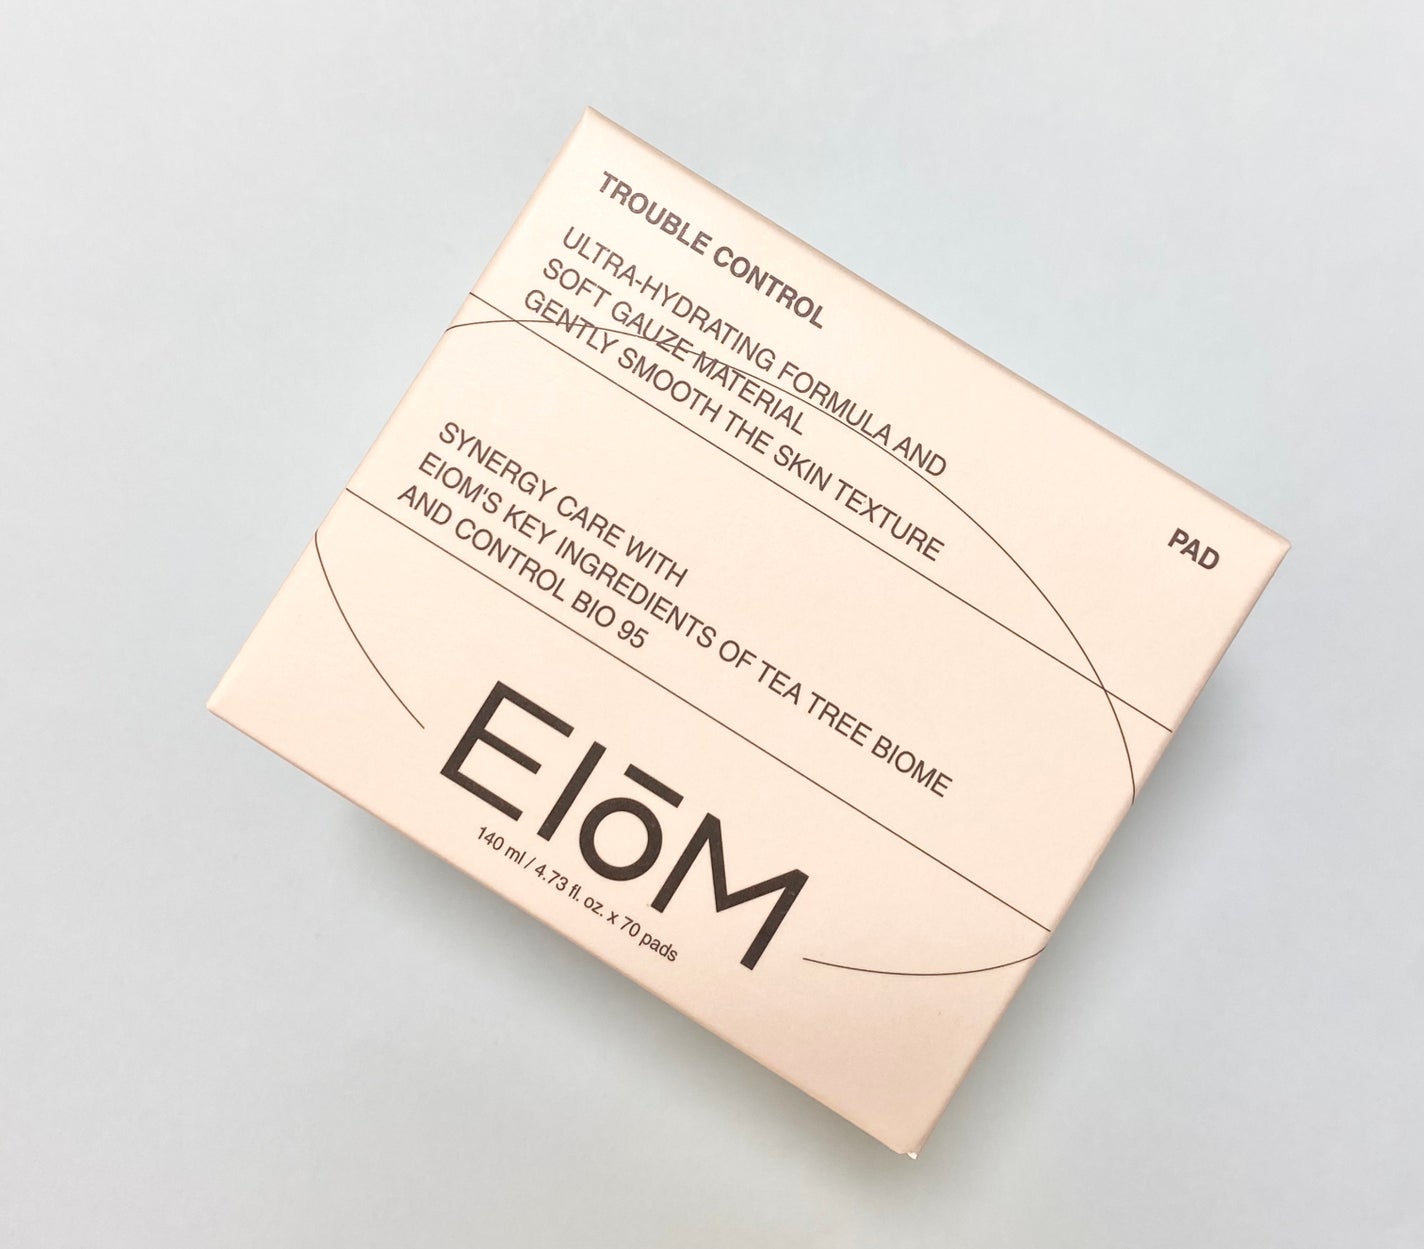 TROUBLE CONTROL
ULTRA-HYDRATING FORMULA AND
SOFT GAUZE MATERIAL
GENTLY SMOOTH THE SKIN TEXTURE
PAD
SYNERGY CARE WITH
EIOM'S KEY INGREDIENTS OF TEA TREE BIOME
AND CONTROL BIO 95
EIōM
140 ml / 4.73 fl. oz. x 70 pads